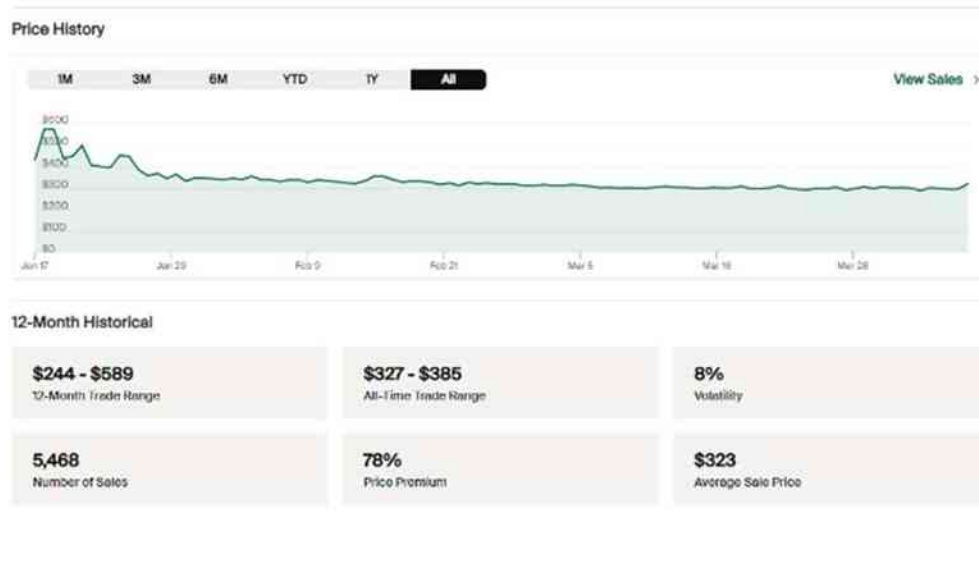 Price History
1M 3M 6M YTD 1Y All View Sales >
$600
$500
$400
$300
$200
$100
$0
Jan 17 Jan 29 Feb 9 Feb 21 Mar 5 Mar 16 Mar 28
12-Month Historical
$244 - $589 $327 - $385 8%
12-Month Trade Range All-Time Trade Range Volatility
5,468 78% $323
Number of Sales Price Premium Average Sale Price